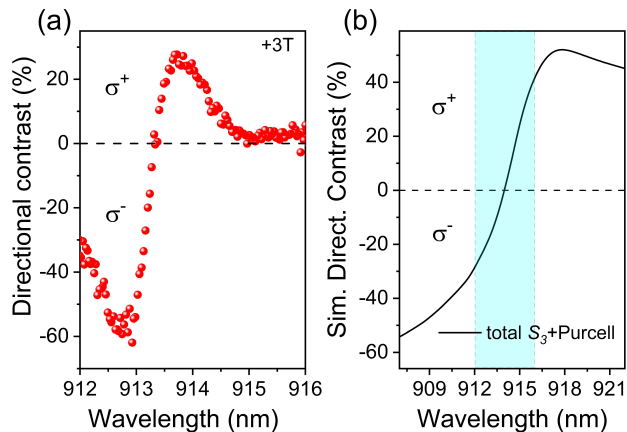 (a)
+3T
σ+
σ-
Directional contrast (%)
20
0
-20
-40
-60
912 913 914 915 916
Wavelength (nm)
(b)
σ+
σ-
Sim. Direct. Contrast (%)
40
20
0
-20
-40
-60
total S3+Purcell
909 912 915 918 921
Wavelength (nm)